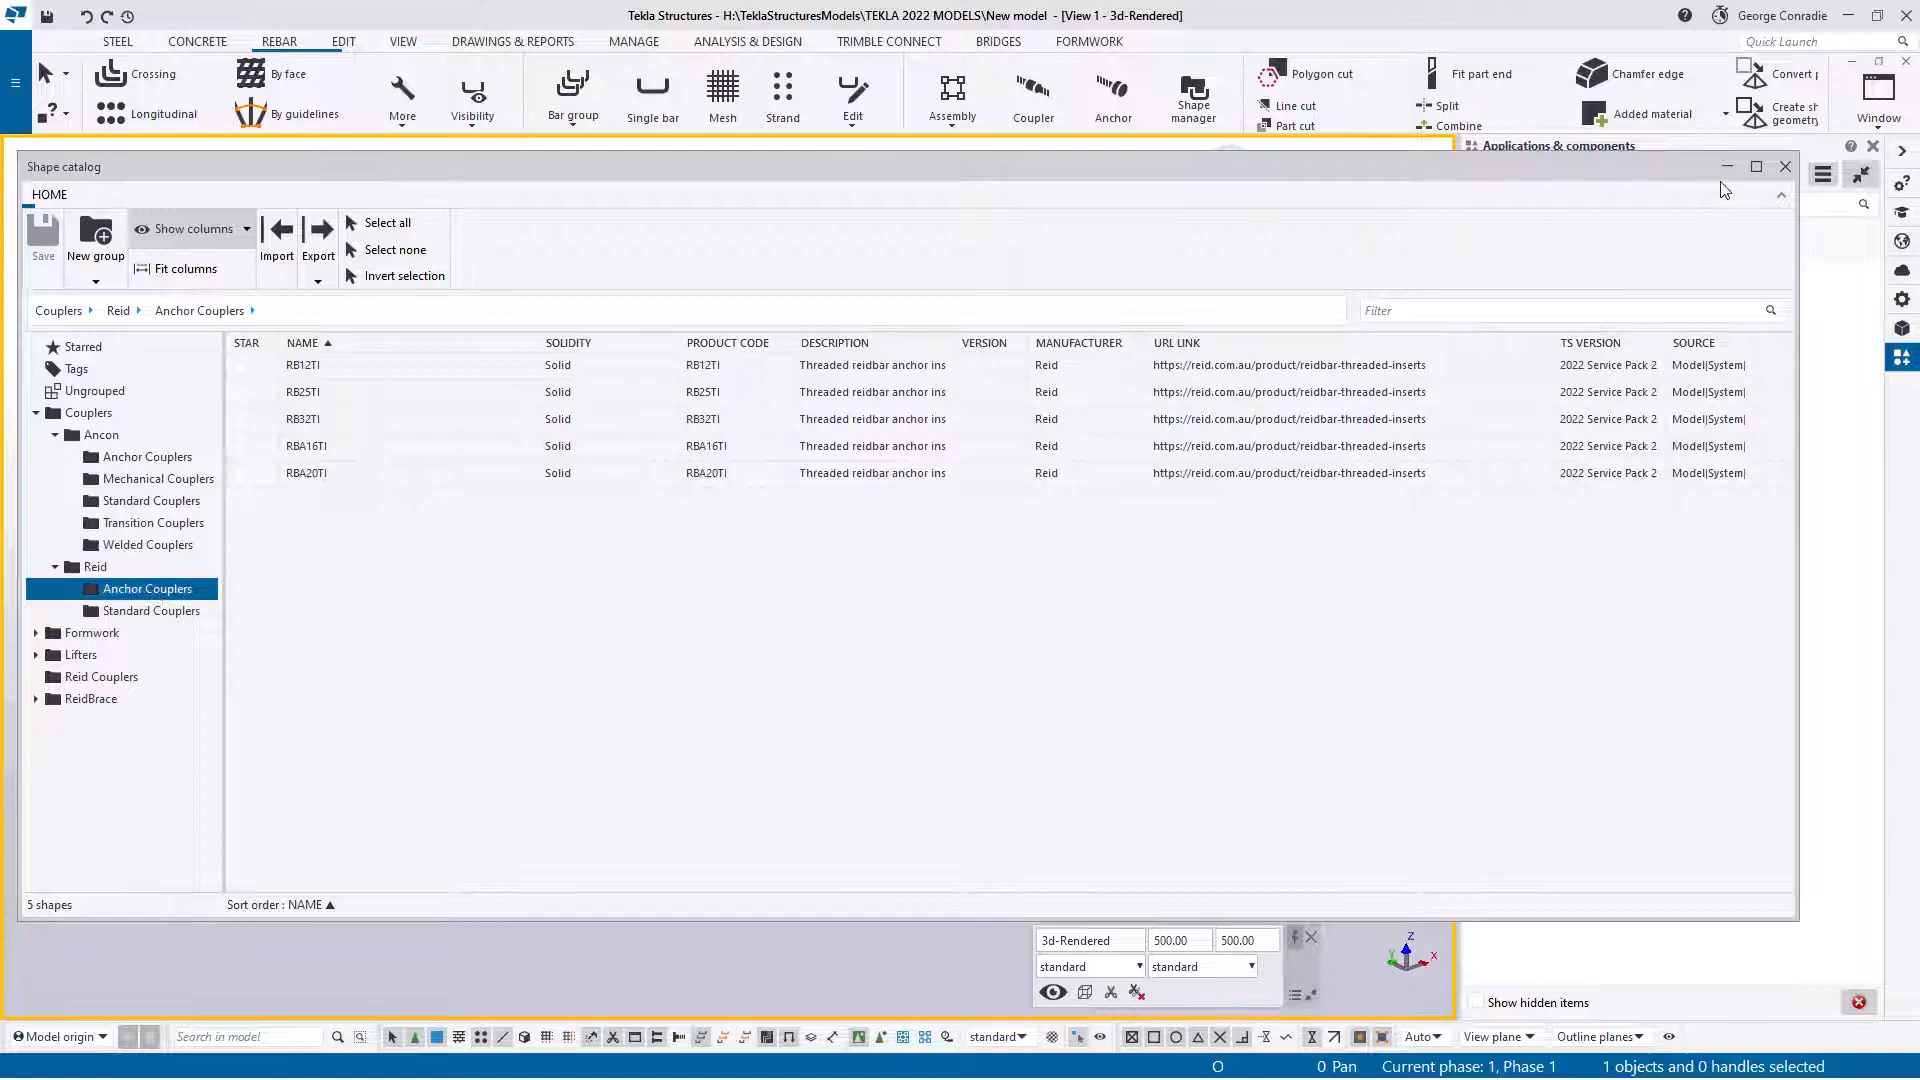 Tekla Structures - H:\TeklaStructuresModels\TEKLA 2022 MODELS\New model - [View 1 - 3d-Rendered]
George Conradie
STEEL CONCRETE REBAR EDIT VIEW DRAWINGS & REPORTS MANAGE ANALYSIS & DESIGN TRIMBLE CONNECT BRIDGES FORMWORK
Quick Launch
Crossing
Longitudinal
By face
By guidelines
More
Visibility
Bar group
Single bar
Mesh
Strand
Edit
Assembly
Coupler
Anchor
Shape
manager
Polygon cut
Line cut
Part cut
Fit part end
Split
Combine
Chamfer edge
Added material
Convert
Create sh
geometry
Window
Applications & components
Shape catalog
HOME
Save
New group
Show columns
Fit columns
Import
Export
Select all
Select none
Invert selection
Couplers Reid Anchor Couplers
Filter
Starred
Tags
Ungrouped
Couplers
Ancon
Anchor Couplers
Mechanical Couplers
Standard Couplers
Transition Couplers
Welded Couplers
Reid
Anchor Couplers
Standard Couplers
Formwork
Lifters
Reid Couplers
ReidBrace
STAR NAME SOLIDITY PRODUCT CODE DESCRIPTION VERSION MANUFACTURER URL LINK TS VERSION SOURCE
RB12TI Solid RB12TI Threaded reidbar anchor ins Reid https://reid.com.au/product/reidbar-threaded-inserts 2022 Service Pack 2 Model|System|
RB25TI Solid RB25TI Threaded reidbar anchor ins Reid https://reid.com.au/product/reidbar-threaded-inserts 2022 Service Pack 2 Model|System|
RB32TI Solid RB32TI Threaded reidbar anchor ins Reid https://reid.com.au/product/reidbar-threaded-inserts 2022 Service Pack 2 Model|System|
RBA16TI Solid RBA16TI Threaded reidbar anchor ins Reid https://reid.com.au/product/reidbar-threaded-inserts 2022 Service Pack 2 Model|System|
RBA20TI Solid RBA20TI Threaded reidbar anchor ins Reid https://reid.com.au/product/reidbar-threaded-inserts 2022 Service Pack 2 Model|System|
5 shapes Sort order : NAME
3d-Rendered 500.00 500.00
standard standard
Z
X
Y
Show hidden items
Model origin
Search in model
standard
Auto
View plane
Outline planes
O 0 Pan Current phase: 1, Phase 1 1 objects and 0 handles selected